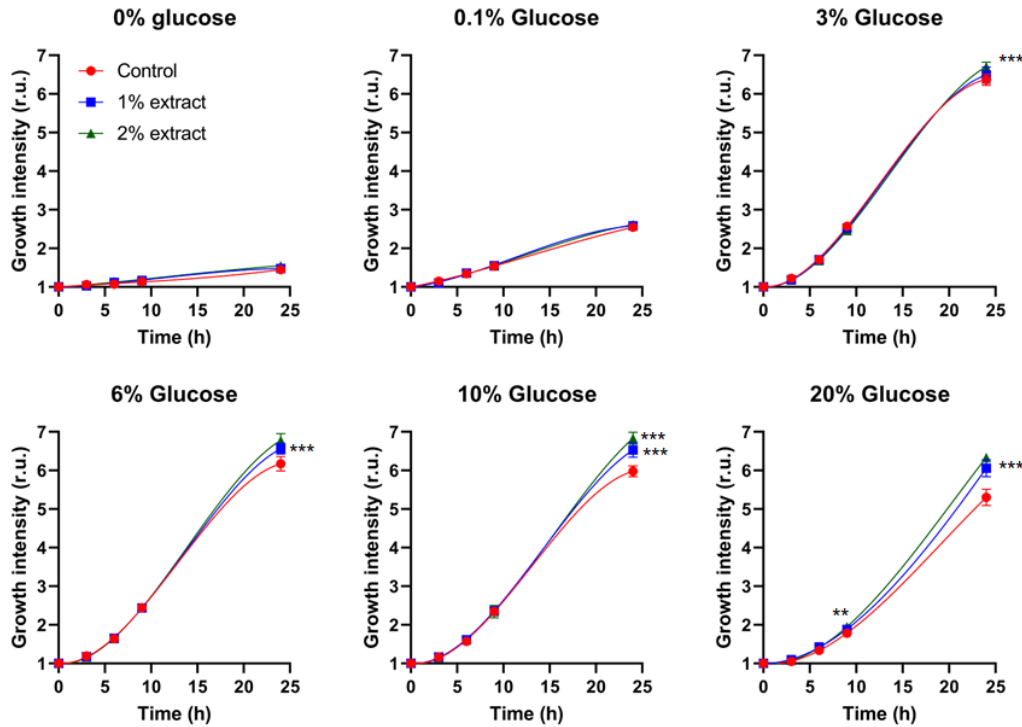 0% glucose
Growth intensity (r.u.)
7
6
5
4
3
2
1
Control
1% extract
2% extract
0 5 10 15 20 25
Time (h)
0.1% Glucose
Growth intensity (r.u.)
7
6
5
4
3
2
1
0 5 10 15 20 25
Time (h)
3% Glucose
Growth intensity (r.u.)
7
6
5
4
3
2
1
***
0 5 10 15 20 25
Time (h)
6% Glucose
Growth intensity (r.u.)
7
6
5
4
3
2
1
***
0 5 10 15 20 25
Time (h)
10% Glucose
Growth intensity (r.u.)
7
6
5
4
3
2
1
***
***
0 5 10 15 20 25
Time (h)
20% Glucose
Growth intensity (r.u.)
7
6
5
4
3
2
1
***
**
0 5 10 15 20 25
Time (h)